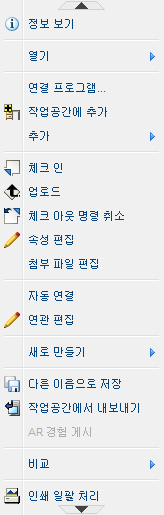 정보 보기
열기
연결 프로그램...
작업공간에 추가
추가
체크 인
업로드
체크 아웃 명령 취소
속성 편집
첨부 파일 편집
자동 연결
연관 편집
새로 만들기
다른 이름으로 저장
작업공간에서 내보내기
AR 경험 게시
비교
인쇄 일괄 처리